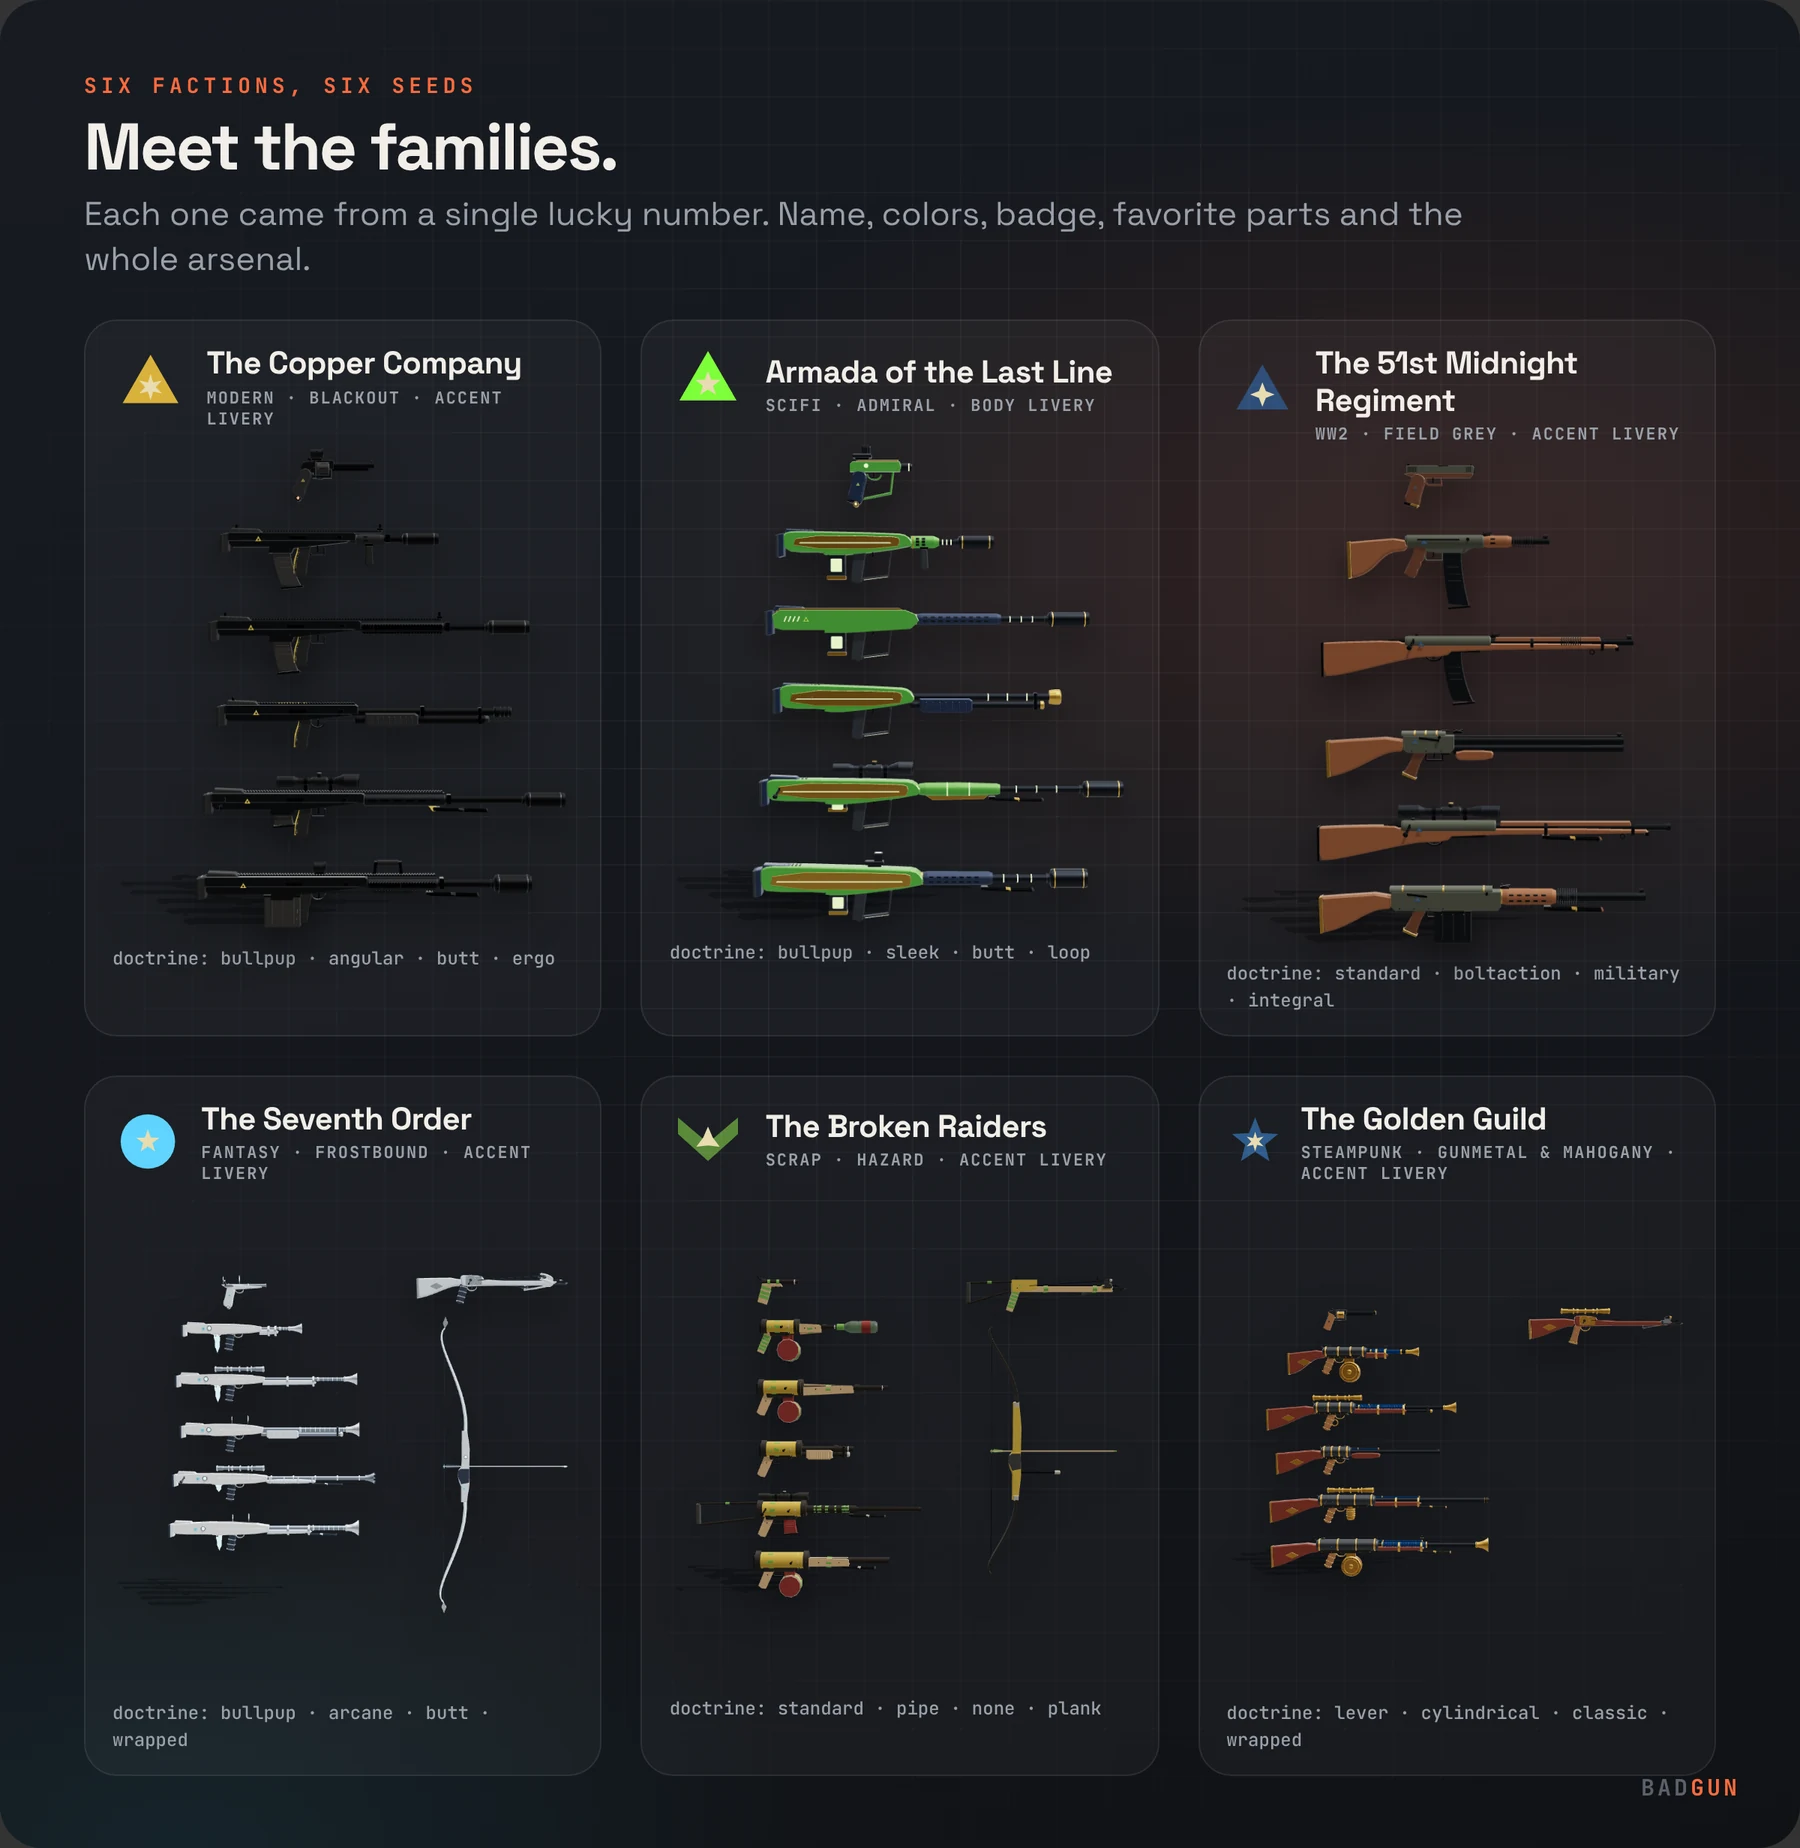 SIX FACTIONS, SIX SEEDS
Meet the families.
Each one came from a single lucky number. Name, colors, badge, favorite parts and the
whole arsenal.
The Copper Company
MODERN · BLACKOUT · ACCENT
LIVERY
doctrine: bullpup · angular · butt · ergo
Armada of the Last Line
SCIFI · ADMIRAL · BODY LIVERY
doctrine: bullpup · sleek · butt · loop
The 51st Midnight
Regiment
WW2 · FIELD GREY · ACCENT LIVERY
doctrine: standard · boltaction · military
· integral
The Seventh Order
FANTASY · FROSTBOUND · ACCENT
LIVERY
doctrine: bullpup · arcane · butt ·
wrapped
The Broken Raiders
SCRAP · HAZARD · ACCENT LIVERY
doctrine: standard · pipe · none · plank
The Golden Guild
STEAMPUNK · GUNMETAL & MAHOGANY ·
ACCENT LIVERY
doctrine: lever · cylindrical · classic ·
wrapped
BADGUN